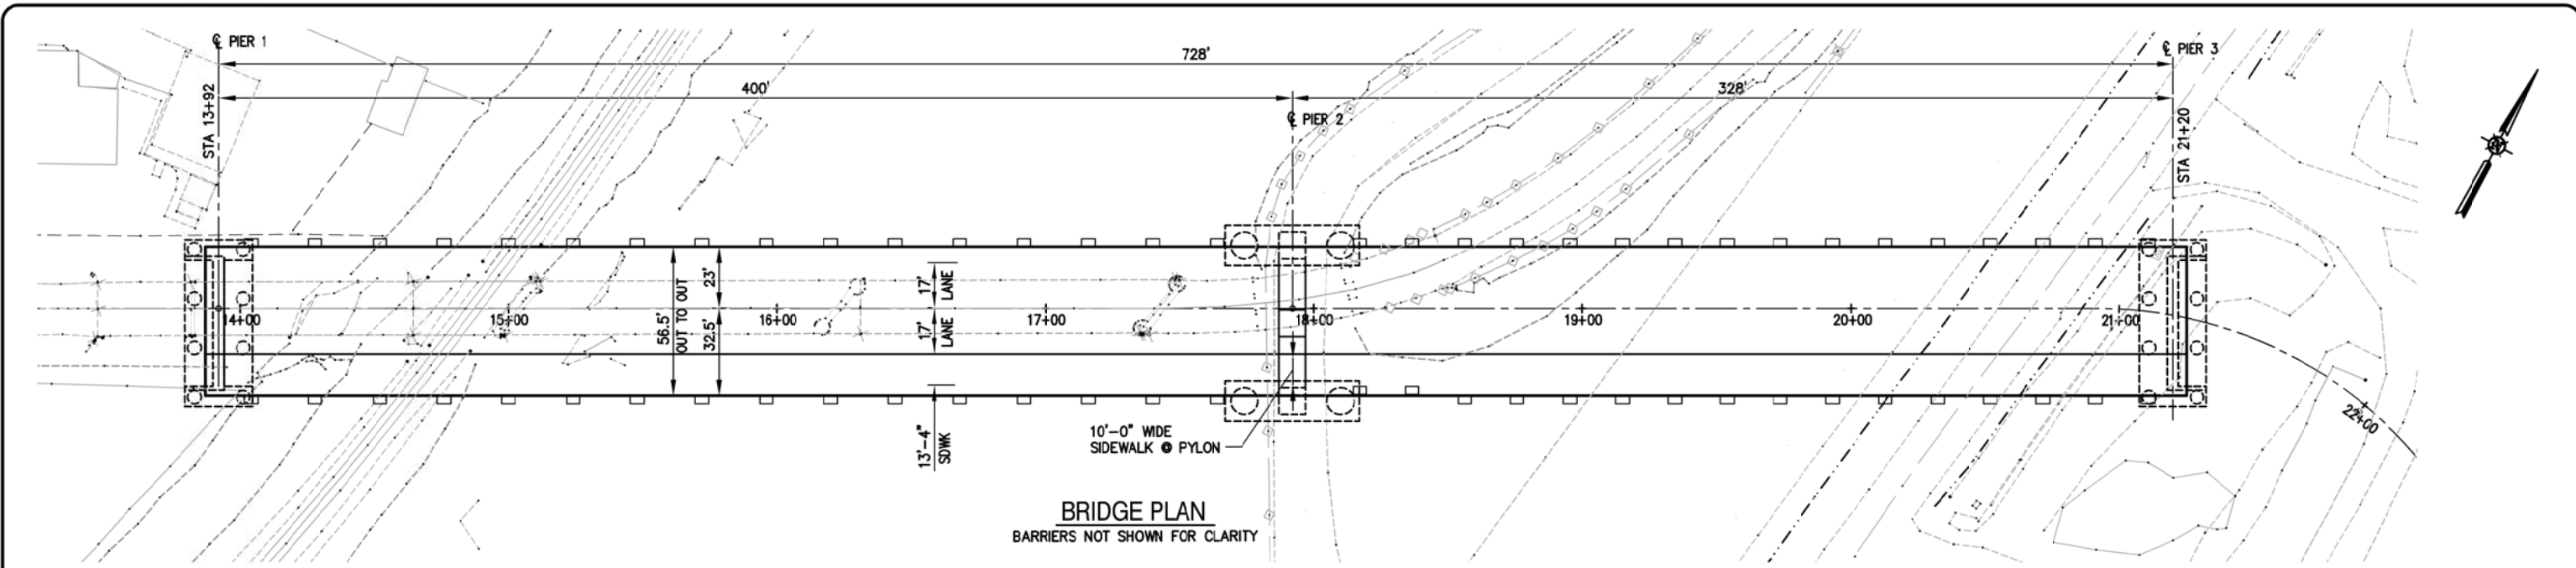 ℄ PIER 1
728'
℄ PIER 3
STA 13+92
400'
328'
℄ PIER 2
STA 21+20
56.5'
OUT TO OUT
23'
32.5'
17'
LANE
17'
LANE
14+00
15+00
16+00
17+00
18+00
19+00
20+00
21+00
22+00
13'-4"
SDWK
10'-0" WIDE
SIDEWALK @ PYLON
BRIDGE PLAN
BARRIERS NOT SHOWN FOR CLARITY